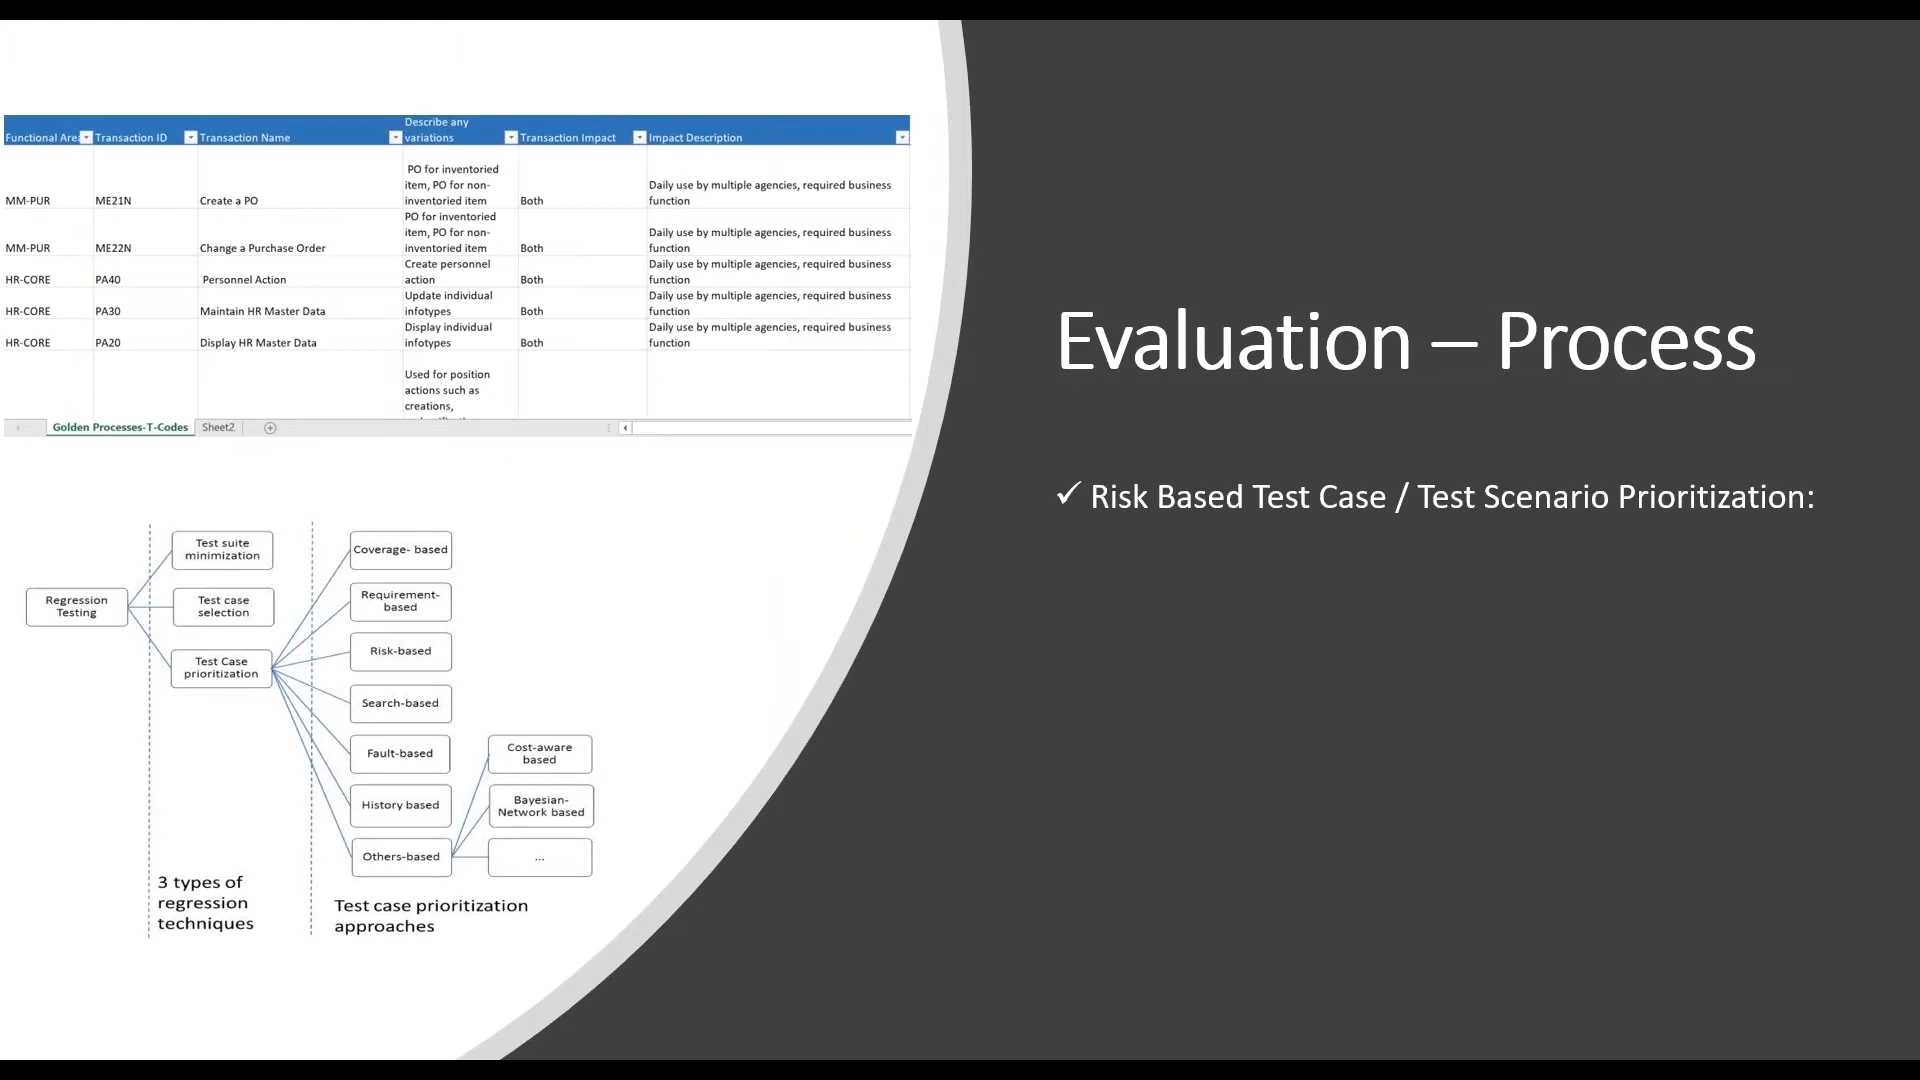 Functional Area Transaction ID Transaction Name Describe any variations Transaction Impact Impact Description
MM-PUR ME21N Create a PO PO for inventoried item, PO for non-inventoried item Both Daily use by multiple agencies, required business function
MM-PUR ME22N Change a Purchase Order PO for inventoried item, PO for non-inventoried item Both Daily use by multiple agencies, required business function
HR-CORE PA40 Personnel Action Create personnel action Both Daily use by multiple agencies, required business function
HR-CORE PA30 Maintain HR Master Data Update individual infotypes Both Daily use by multiple agencies, required business function
HR-CORE PA20 Display HR Master Data Display individual infotypes Both Daily use by multiple agencies, required business function
Used for position
actions such as
creations,
Golden Processes-T-Codes Sheet2
Evaluation – Process
✓ Risk Based Test Case / Test Scenario Prioritization:
Regression
Testing
Test suite
minimization
Test case
selection
Test Case
prioritization
Coverage- based
Requirement-
based
Risk-based
Search-based
Fault-based
History based
Others-based
Cost-aware
based
Bayesian-
Network based
...
3 types of
regression
techniques
Test case prioritization
approaches